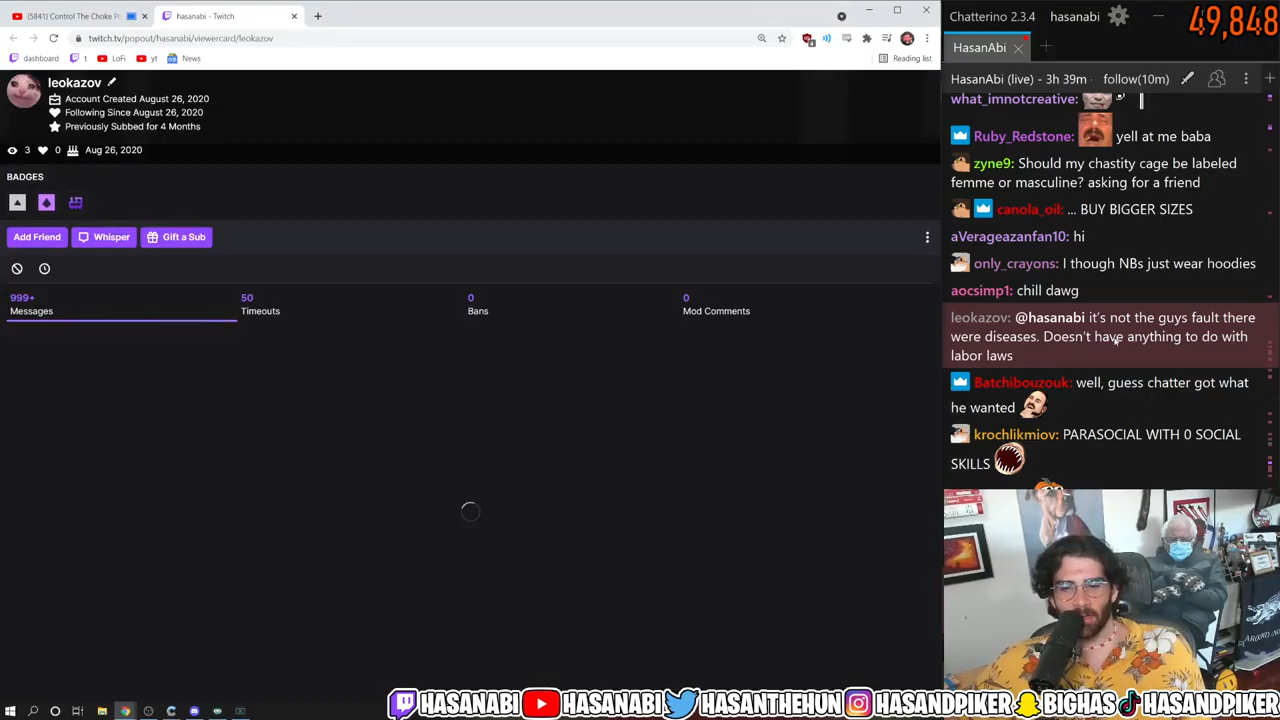 (5841) Control The Choke Po
hasanabi - Twitch
twitch.tv/popout/hasanabi/viewercard/leokazov
dashboard
t
LoFi
yt
News
Reading list
leokazov
Account Created August 26, 2020
Following Since August 26, 2020
Previously Subbed for 4 Months
3
0
Aug 26, 2020
BADGES
Add Friend
Whisper
Gift a Sub
999+
50
0
0
Messages
Timeouts
Bans
Mod Comments
Chatterino 2.3.4
hasanabi
49,848
HasanAbi
HasanAbi (live) - 3h 39m -
follow(10m)
what_imnotcreative:
Ruby_Redstone: yell at me baba
zyne9: Should my chastity cage be labeled
femme or masculine? asking for a friend
canola_oil: ... BUY BIGGER SIZES
aVerageazanfan10: hi
only_crayons: I though NBs just wear hoodies
aocsimp1: chill dawg
leokazov: @hasanabi it's not the guys fault there
were diseases. Doesn't have anything to do with
labor laws
Batchibouzouk: well, guess chatter got what
he wanted
krochlikmiov: PARASOCIAL WITH 0 SOCIAL
SKILLS
HASANABI
HASANABI
HASANTHEHUN
HASANDPIKER
BIGHAS
HASANDPIKER